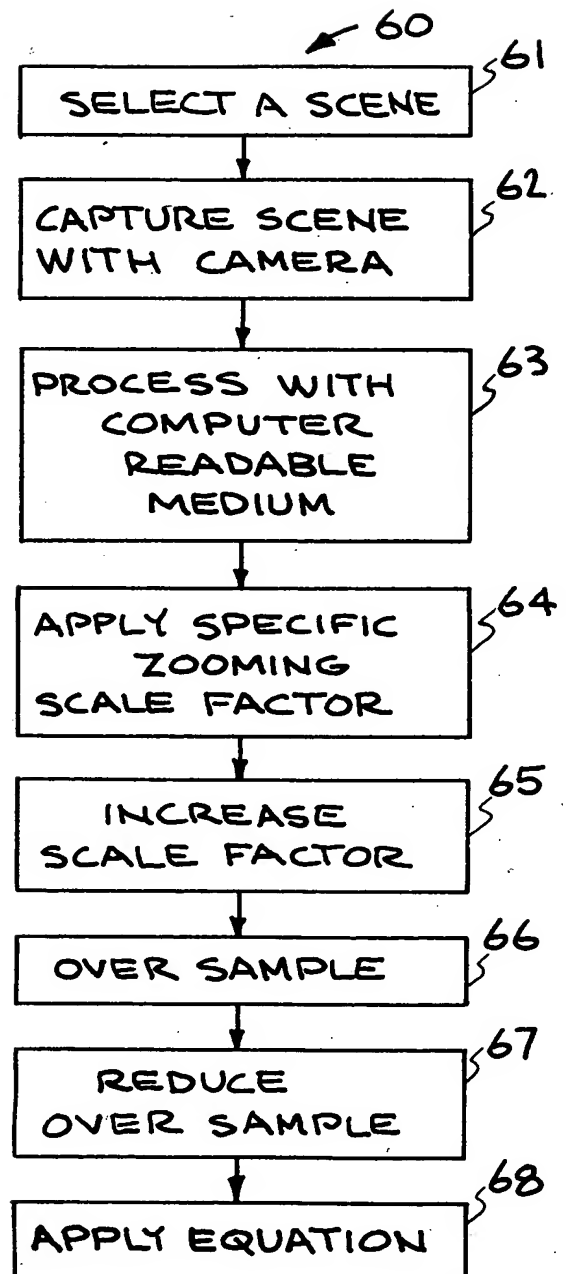 60
61
SELECT A SCENE
62
CAPTURE SCENE
WITH CAMERA
63
PROCESS WITH
COMPUTER
READABLE
MEDIUM
64
APPLY SPECIFIC
ZOOMING
SCALE FACTOR
65
INCREASE
SCALE FACTOR
66
OVER SAMPLE
67
REDUCE
OVER SAMPLE
68
APPLY EQUATION